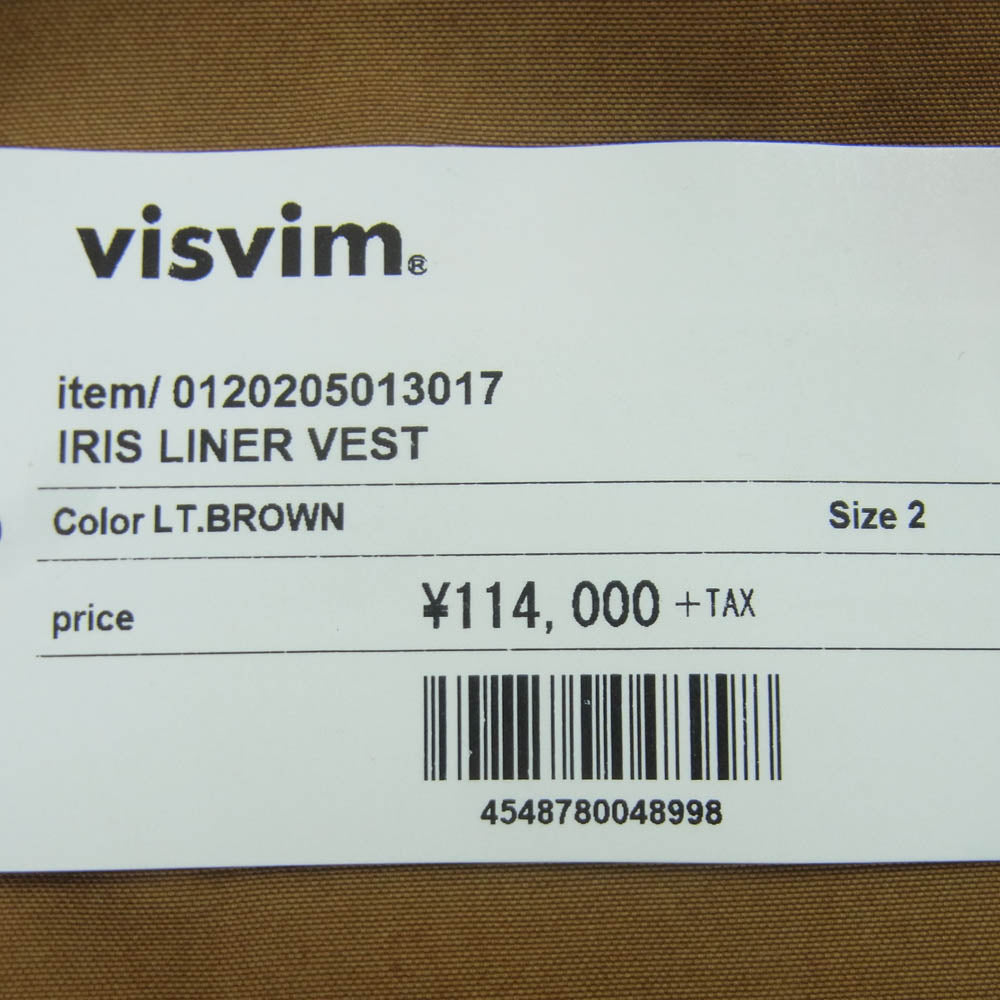 visvim®
item/ 0120205013017
IRIS LINER VEST
Color LT.BROWN Size 2
price ¥114,000 +TAX
4548780048998